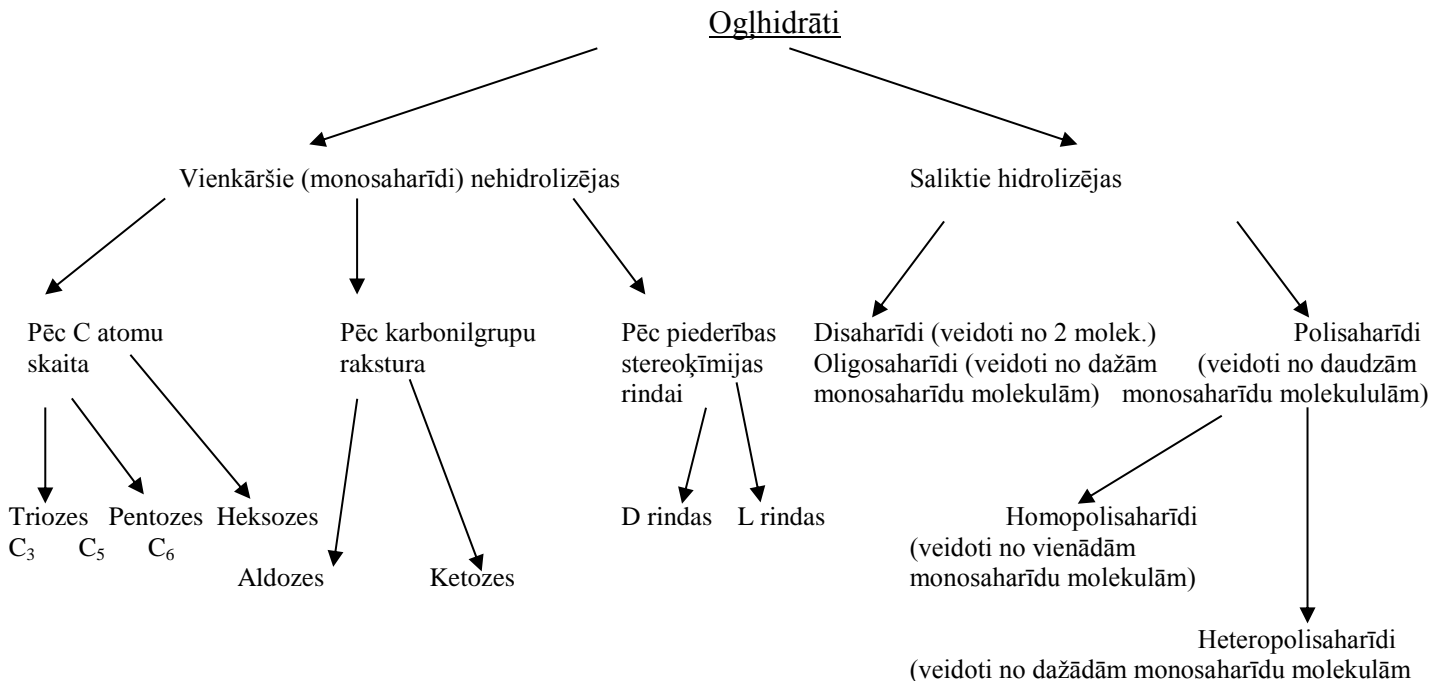 Ogļhidrāti
Vienkāršie (monosaharīdi) nehidrolizējas
Saliktie hidrolizējas
Pēc C atomu
skaita
Pēc karbonilgrupu
rakstura
Pēc piederības
stereoķīmijas
rindai
Disaharīdi (veidoti no 2 molek.)
Oligosaharīdi (veidoti no dažām
monosaharīdu molekulām)
Polisaharīdi
(veidoti no daudzām
monosaharīdu molekululām)
Triozes Pentozes Heksozes
C₃ C₅ C₆
Aldozes Ketozes
D rindas L rindas
Homopolisaharīdi
(veidoti no vienādām
monosaharīdu molekulām)
Heteropolisaharīdi
(veidoti no dažādām monosaharīdu molekulām